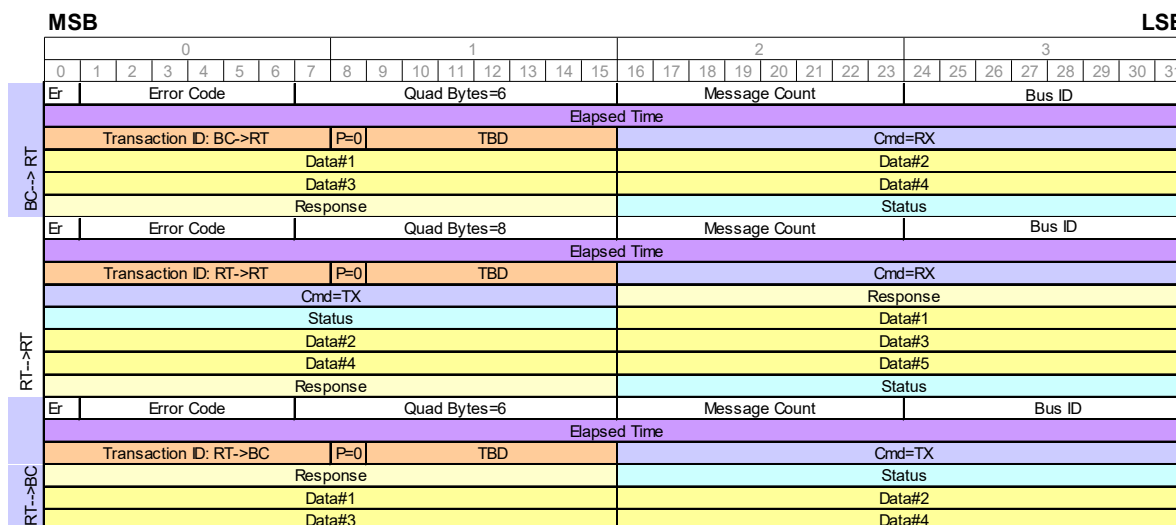 MSB LSB
0 1 2 3
0 1 2 3 4 5 6 7 8 9 10 11 12 13 14 15 16 17 18 19 20 21 22 23 24 25 26 27 28 29 30 31
BC--> RT
Er Error Code Quad Bytes=6 Message Count Bus ID
Elapsed Time
Transaction ID: BC->RT P=0 TBD Cmd=RX
Data#1 Data#2
Data#3 Data#4
Response Status
RT-->RT
Er Error Code Quad Bytes=8 Message Count Bus ID
Elapsed Time
Transaction ID: RT->RT P=0 TBD Cmd=RX
Cmd=TX Response
Status Data#1
Data#2 Data#3
Data#4 Data#5
Response Status
RT-->BC
Er Error Code Quad Bytes=6 Message Count Bus ID
Elapsed Time
Transaction ID: RT->BC P=0 TBD Cmd=TX
Response Status
Data#1 Data#2
Data#3 Data#4